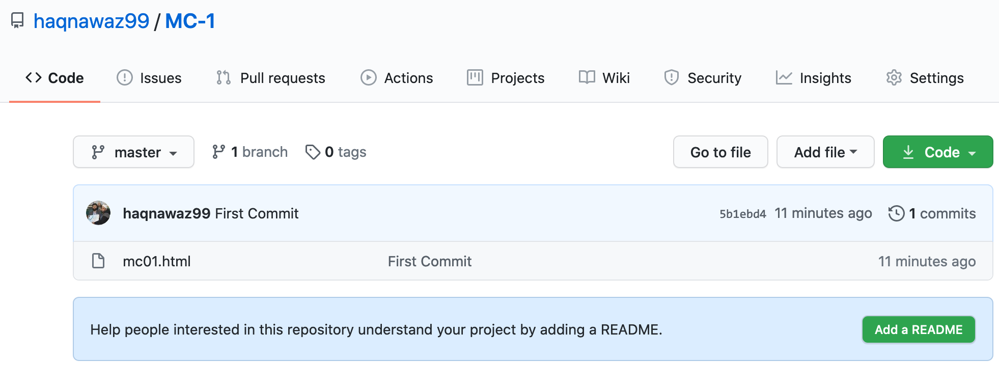 haqnawaz99 / MC-1
Code Issues Pull requests Actions Projects Wiki Security Insights Settings
master 1 branch 0 tags Go to file Add file Code
haqnawaz99 First Commit 5b1ebd4 11 minutes ago 1 commits
mc01.html First Commit 11 minutes ago
Help people interested in this repository understand your project by adding a README. Add a README